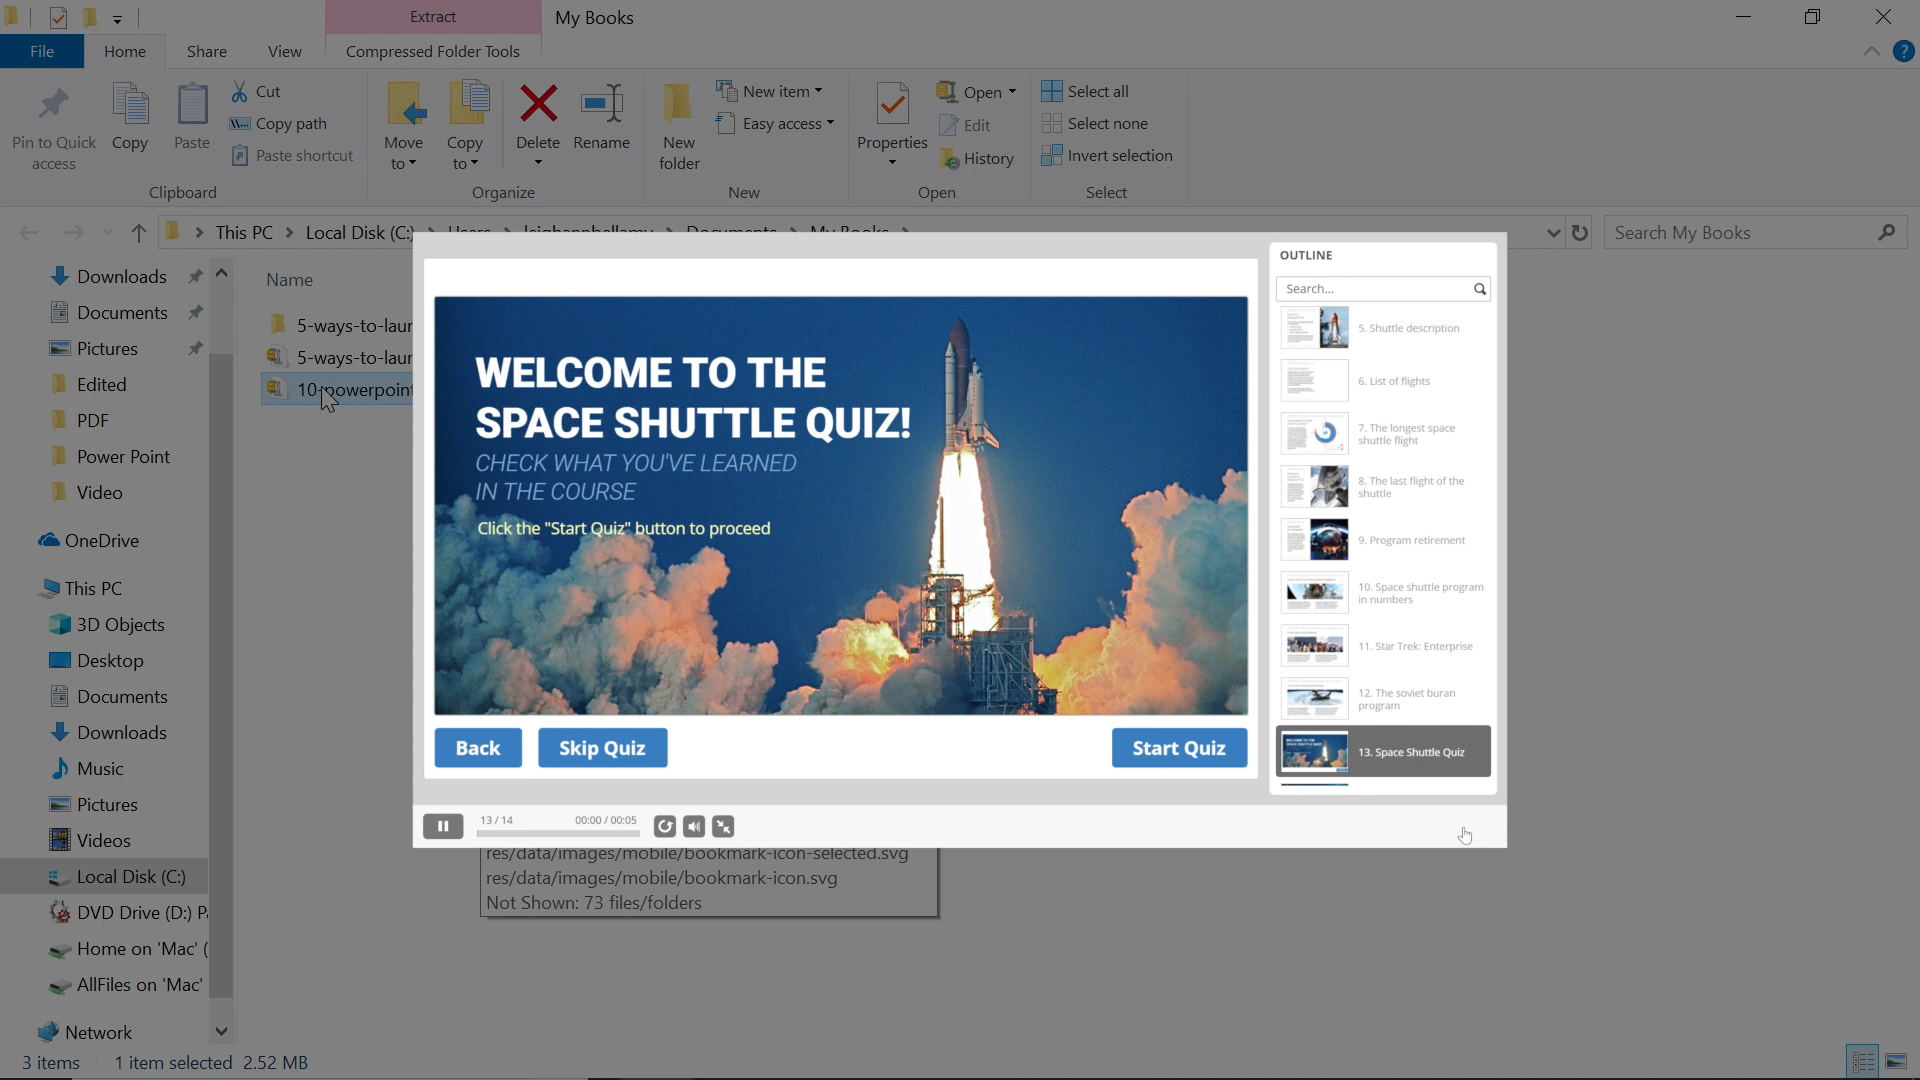 Extract
My Books
File
Home
Share
View
Compressed Folder Tools
Pin to Quick
access
Copy
Paste
Cut
Copy path
Paste shortcut
Clipboard
Move
to
Copy
to
Delete
Rename
Organize
New
folder
New item
Easy access
New
Properties
Open
Edit
History
Open
Select all
Select none
Invert selection
Select
This PC
Local Disk (C:)
Users
leighannbellamy
Documents
My Books
Search My Books
Downloads
Documents
Pictures
Edited
PDF
Power Point
Video
OneDrive
This PC
3D Objects
Desktop
Documents
Downloads
Music
Pictures
Videos
Local Disk (C:)
DVD Drive (D:)
Home on 'Mac' (
AllFiles on 'Mac'
Network
3 items
1 item selected 2.52 MB
Name
5-ways-to-laun
5-ways-to-laun
10-powerpoint
WELCOME TO THE
SPACE SHUTTLE QUIZ!
CHECK WHAT YOU'VE LEARNED
IN THE COURSE
Click the "Start Quiz" button to proceed
Back
Skip Quiz
Start Quiz
13 / 14
00:00 / 00:05
OUTLINE
Search...
5. Shuttle description
6. List of flights
7. The longest space
shuttle flight
8. The last flight of the
shuttle
9. Program retirement
10. Space shuttle program
in numbers
11. Star Trek: Enterprise
12. The soviet buran
program
13. Space Shuttle Quiz
res/data/images/mobile/bookmark-icon-selected.svg
res/data/images/mobile/bookmark-icon.svg
Not Shown: 73 files/folders